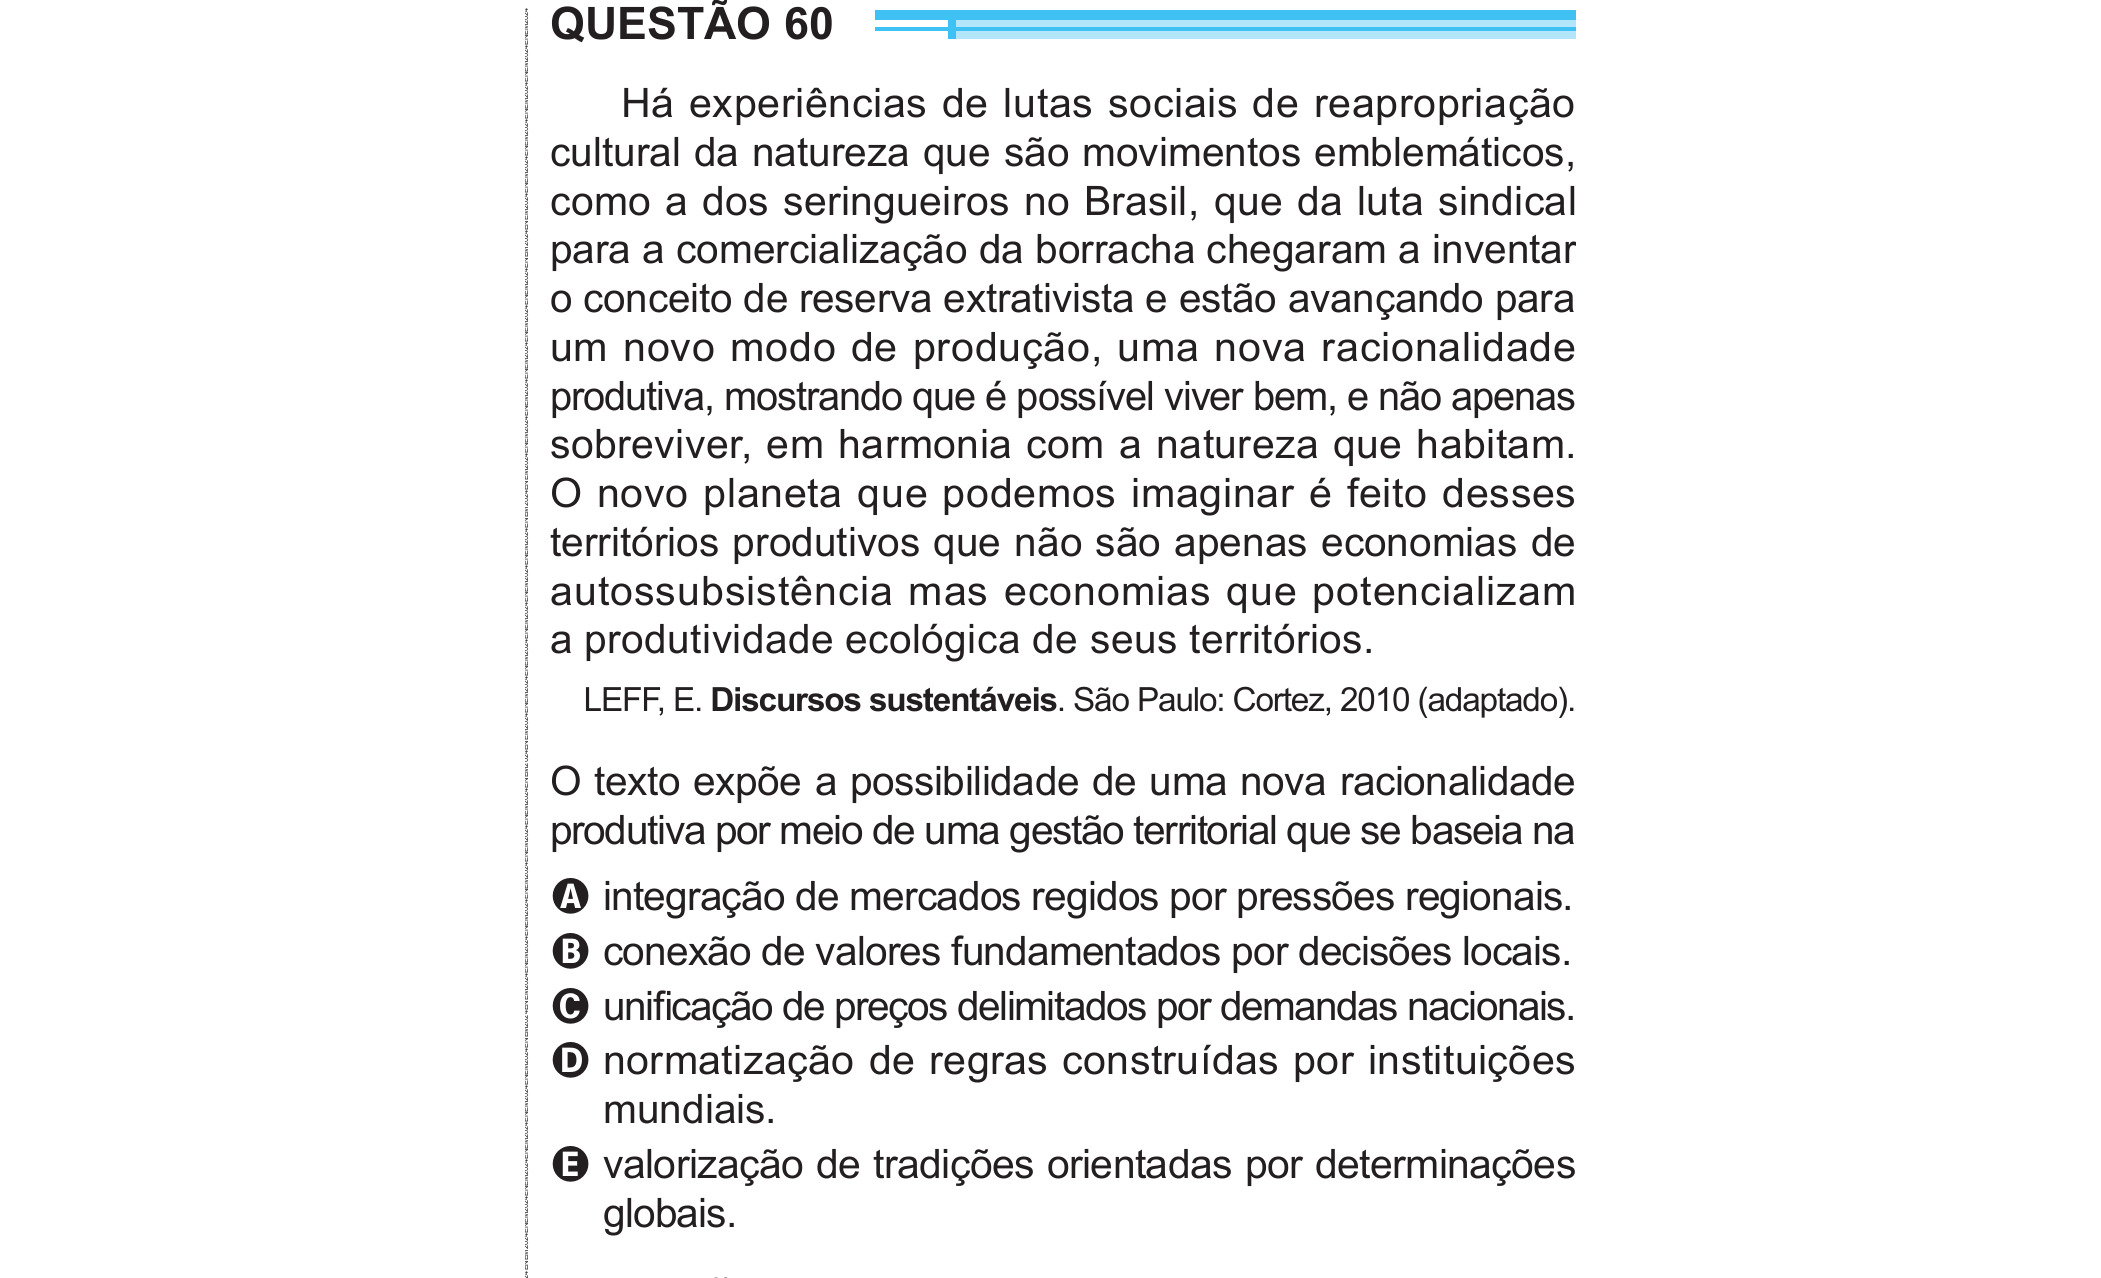 QUESTÃO 60
Há experiências de lutas sociais de reapropriação
cultural da natureza que são movimentos emblemáticos,
como a dos seringueiros no Brasil, que da luta sindical
para a comercialização da borracha chegaram a inventar
o conceito de reserva extrativista e estão avançando para
um novo modo de produção, uma nova racionalidade
produtiva, mostrando que é possível viver bem, e não apenas
sobreviver, em harmonia com a natureza que habitam.
O novo planeta que podemos imaginar é feito desses
territórios produtivos que não são apenas economias de
autossubsistência mas economias que potencializam
a produtividade ecológica de seus territórios.
LEFF, E. Discursos sustentáveis. São Paulo: Cortez, 2010 (adaptado).
O texto expõe a possibilidade de uma nova racionalidade
produtiva por meio de uma gestão territorial que se baseia na
A integração de mercados regidos por pressões regionais.
B conexão de valores fundamentados por decisões locais.
C unificação de preços delimitados por demandas nacionais.
D normatização de regras construídas por instituições
mundiais.
E valorização de tradições orientadas por determinações
globais.